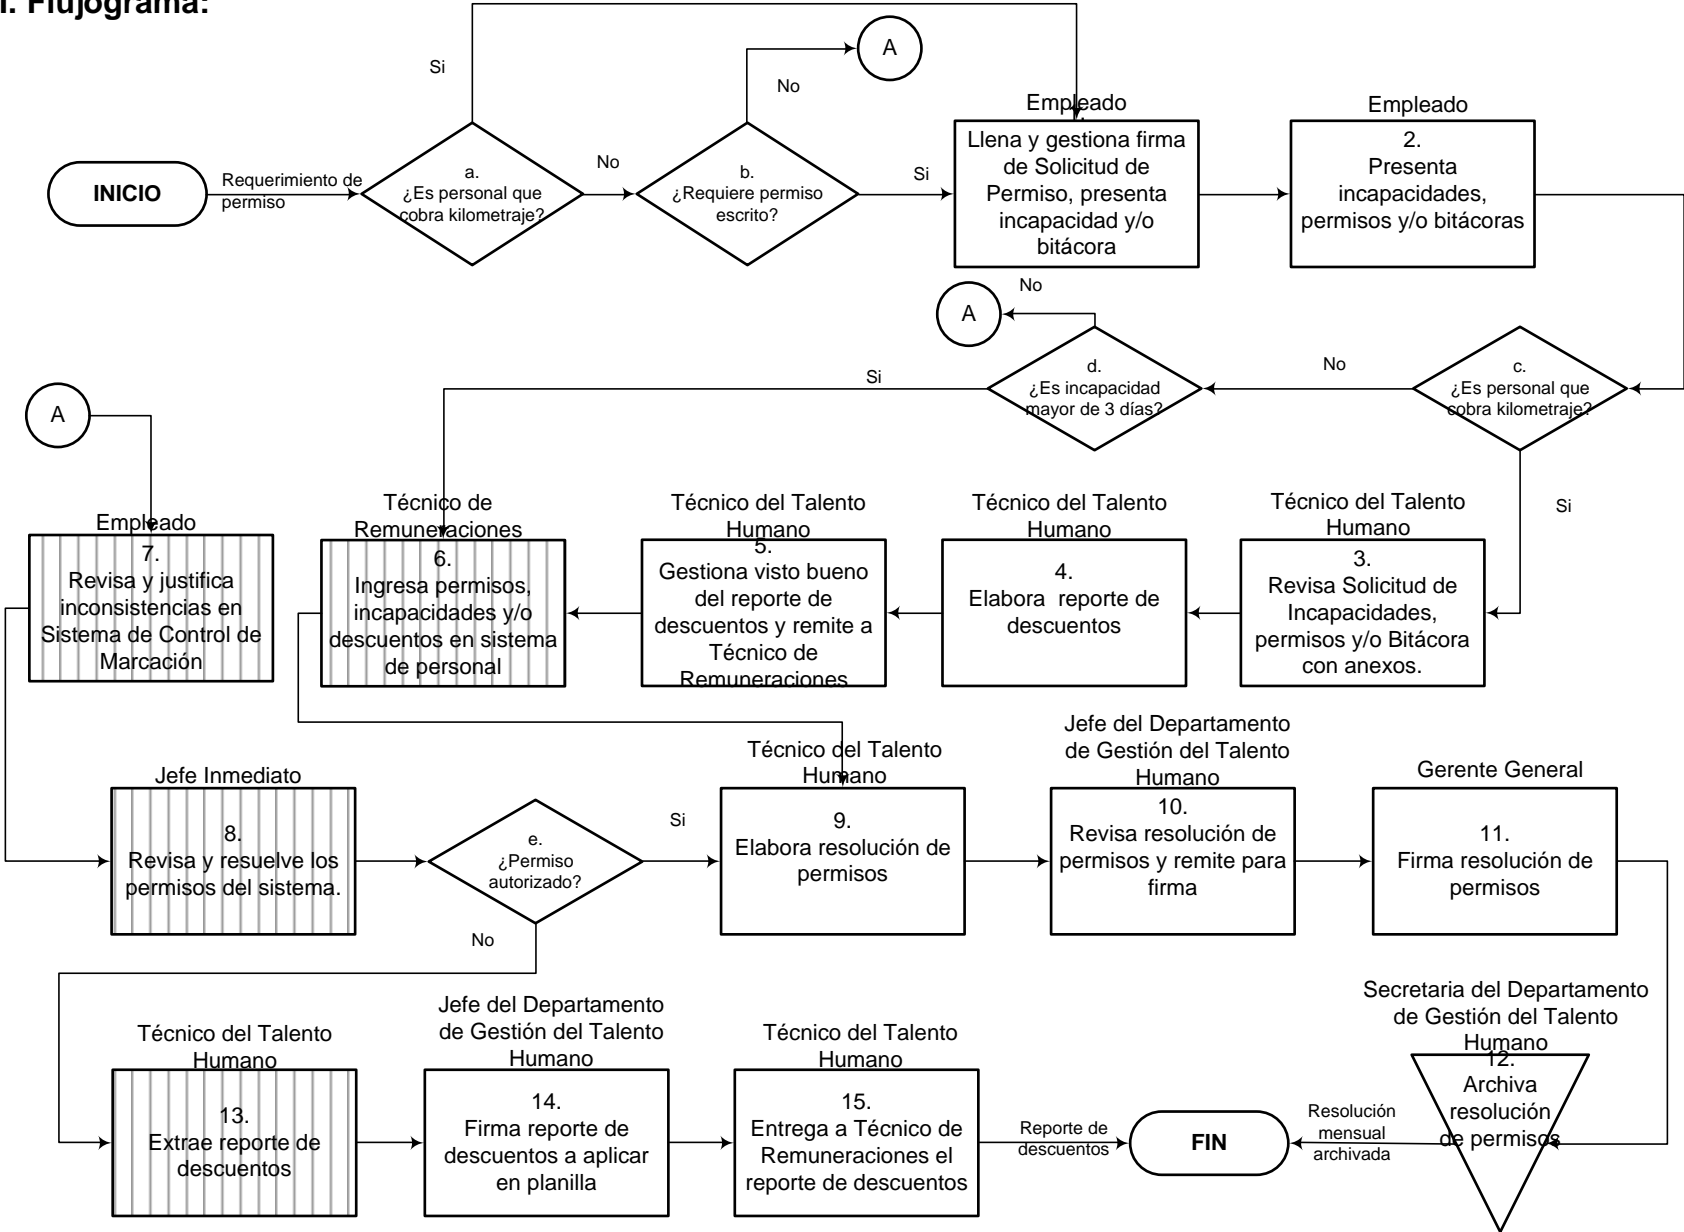 I. Flujograma:
Si
No
A
INICIO
Requerimiento de
permiso
a.
¿Es personal que
cobra kilometraje?
No
b.
¿Requiere permiso
escrito?
Si
Empleado
Llena y gestiona firma
de Solicitud de
Permiso, presenta
incapacidad y/o
bitácora
Empleado
2.
Presenta
incapacidades,
permisos y/o bitácoras
A
No
d.
¿Es incapacidad
mayor de 3 días?
Si
No
c.
¿Es personal que
cobra kilometraje?
Si
A
Empleado
7.
Revisa y justifica
inconsistencias en
Sistema de Control de
Marcación
Técnico de
Remuneraciones
6.
Ingresa permisos,
incapacidades y/o
descuentos en sistema
de personal
Técnico del Talento
Humano
5.
Gestiona visto bueno
del reporte de
descuentos y remite a
Técnico de
Remuneraciones
Técnico del Talento
Humano
4.
Elabora  reporte de
descuentos
Técnico del Talento
Humano
3.
Revisa Solicitud de
Incapacidades,
permisos y/o Bitácora
con anexos.
Jefe Inmediato
8.
Revisa y resuelve los
permisos del sistema.
e.
¿Permiso
autorizado?
Si
No
Técnico del Talento
Humano
9.
Elabora resolución de
permisos
Jefe del Departamento
de Gestión del Talento
Humano
10.
Revisa resolución de
permisos y remite para
firma
Gerente General
11.
Firma resolución de
permisos
Técnico del Talento
Humano
13.
Extrae reporte de
descuentos
Jefe del Departamento
de Gestión del Talento
Humano
14.
Firma reporte de
descuentos a aplicar
en planilla
Técnico del Talento
Humano
15.
Entrega a Técnico de
Remuneraciones el
reporte de descuentos
Reporte de
descuentos
FIN
Resolución
mensual
archivada
Secretaria del Departamento
de Gestión del Talento
Humano
12.
Archiva
resolución
de permisos